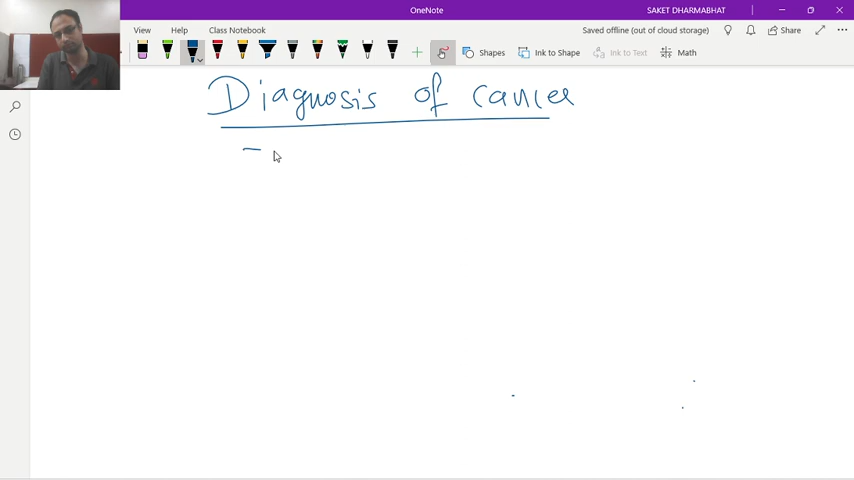 OneNote
SAKET DHARMABHAT
View Help Class Notebook
Saved offline (out of cloud storage) Share
Shapes Ink to Shape Ink to Text Math
Diagnosis of cancer
-